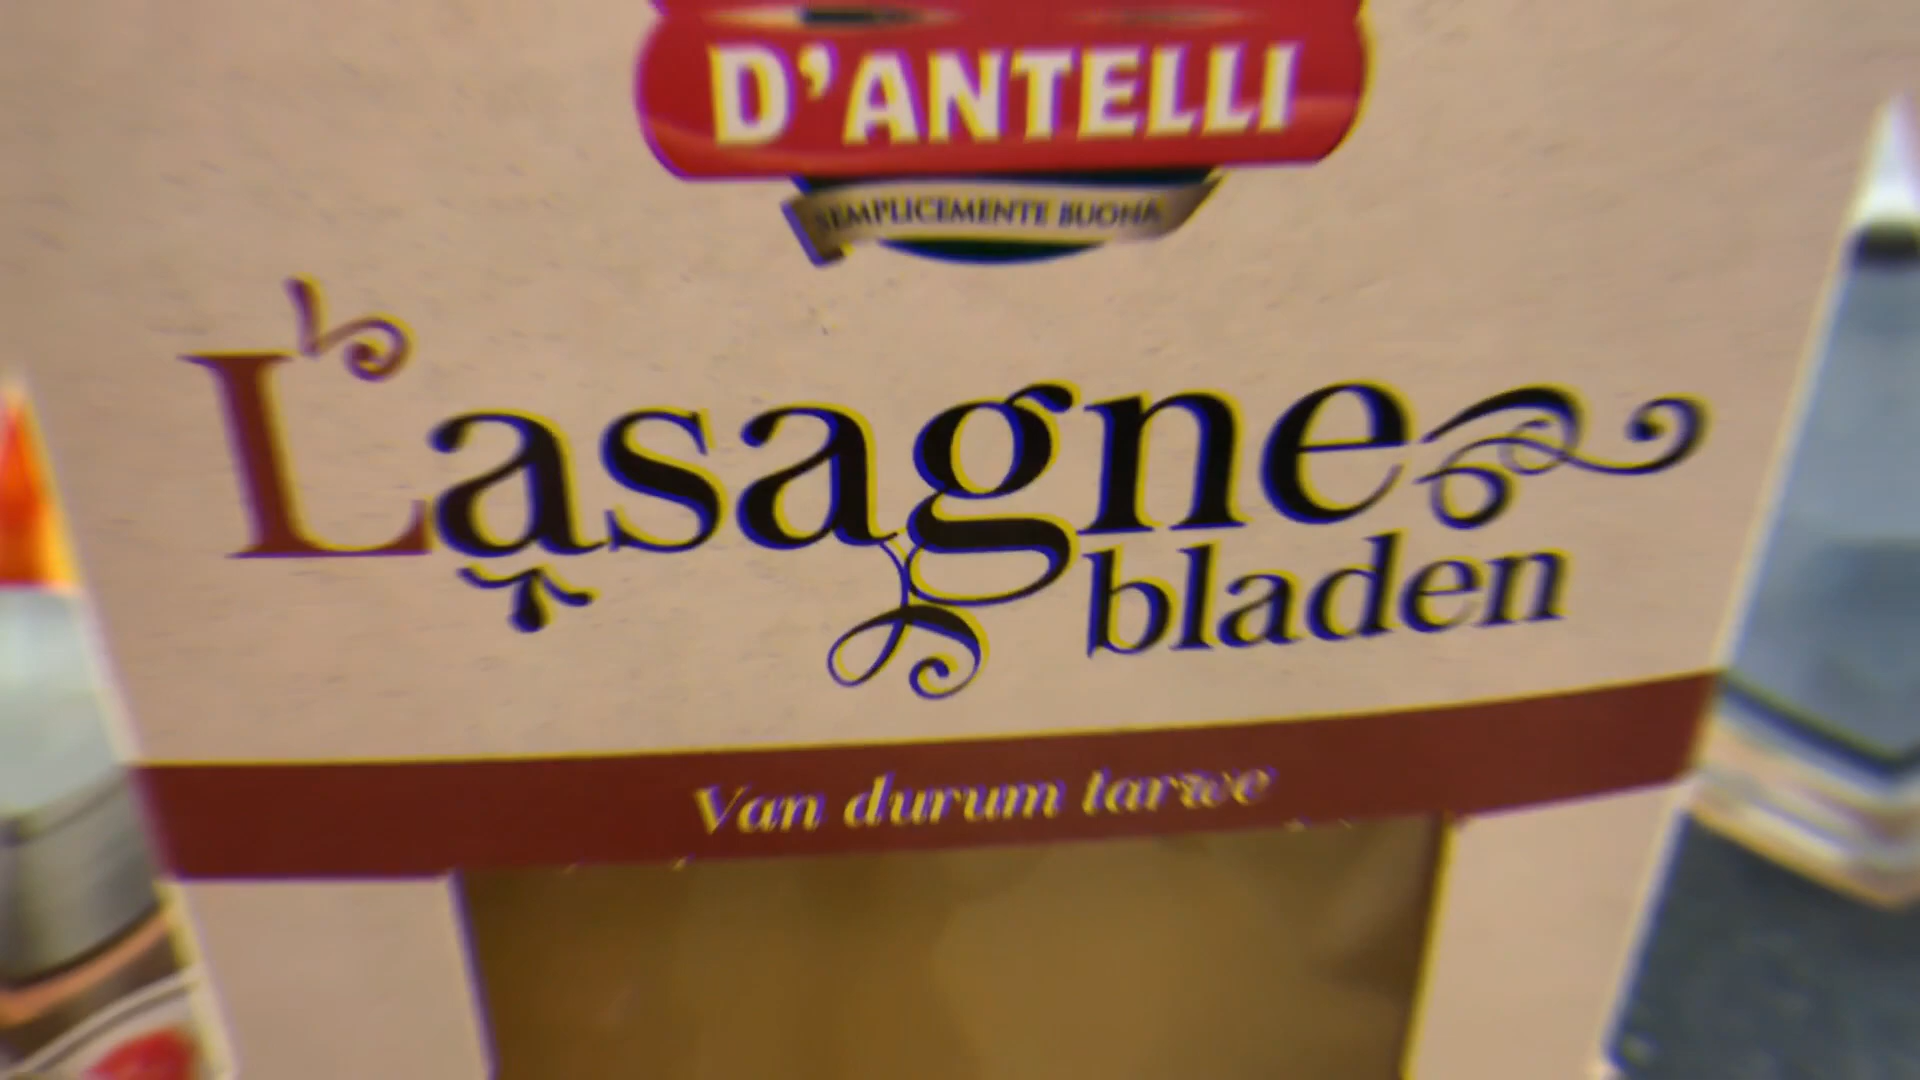 D'ANTELLI
SEMPLICEMENTE BUONA
Lasagne
bladen
Van durum tarwe